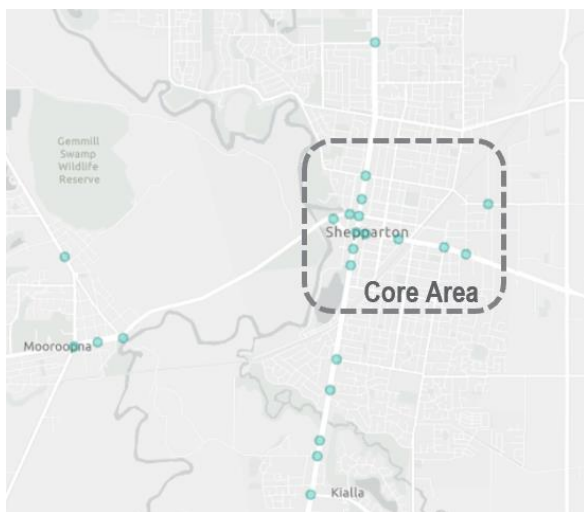 Gemmill
Swamp
Wildlife
Reserve
Shepparton
Core Area
Mooroopna
Kialla